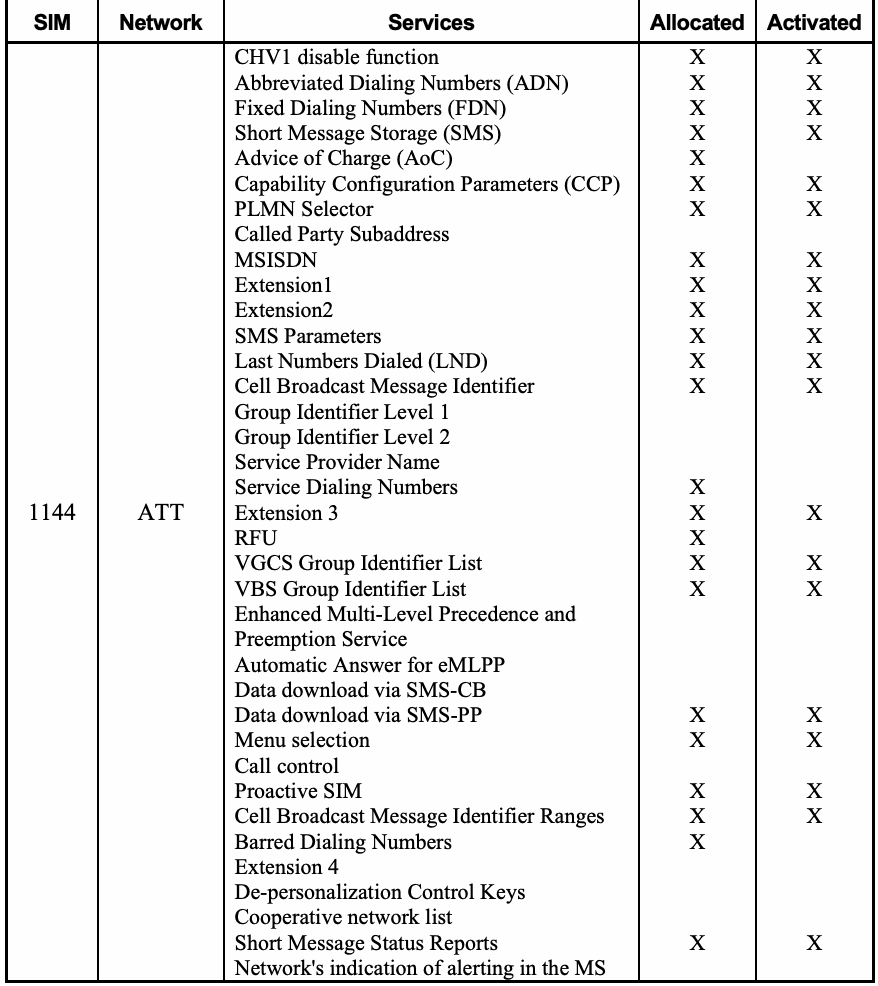 SIM Network Services Allocated Activated
CHV1 disable function X X
Abbreviated Dialing Numbers (ADN) X X
Fixed Dialing Numbers (FDN) X X
Short Message Storage (SMS) X X
Advice of Charge (AoC) X
Capability Configuration Parameters (CCP) X X
PLMN Selector X X
Called Party Subaddress
MSISDN X X
Extension1 X X
Extension2 X X
SMS Parameters X X
Last Numbers Dialed (LND) X X
Cell Broadcast Message Identifier X X
Group Identifier Level 1
Group Identifier Level 2
Service Provider Name
Service Dialing Numbers X
1144 ATT Extension 3 X X
RFU X
VGCS Group Identifier List X X
VBS Group Identifier List X X
Enhanced Multi-Level Precedence and
Preemption Service
Automatic Answer for eMLPP
Data download via SMS-CB
Data download via SMS-PP X X
Menu selection X X
Call control
Proactive SIM X X
Cell Broadcast Message Identifier Ranges X X
Barred Dialing Numbers X
Extension 4
De-personalization Control Keys
Cooperative network list
Short Message Status Reports X X
Network's indication of alerting in the MS